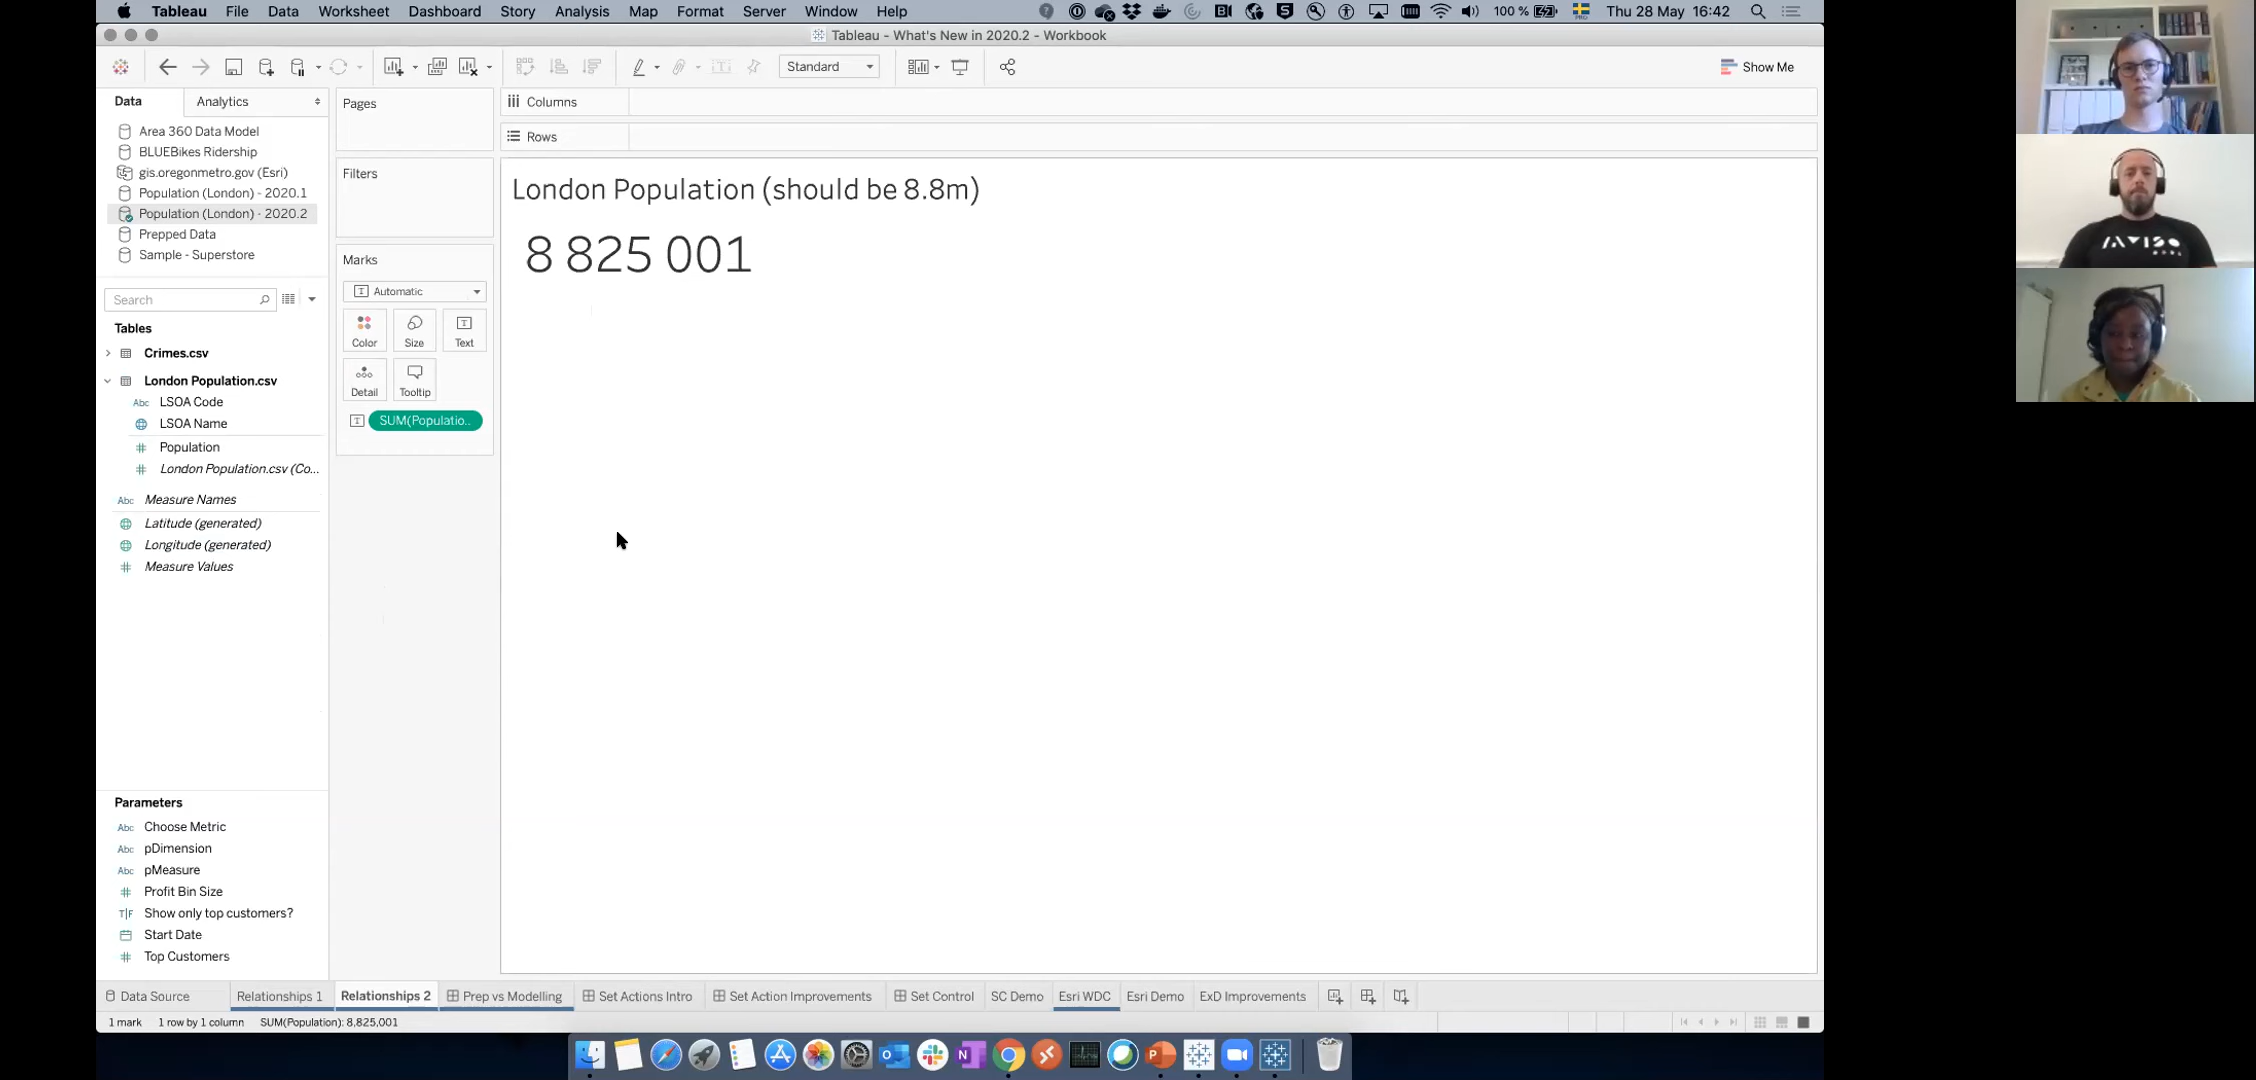 Tableau File Data Worksheet Dashboard Story Analysis Map Format Server Window Help 100 % Thu 28 May 16:42
Tableau - What's New in 2020.2 - Workbook
Standard
Show Me
Data Analytics
Area 360 Data Model
BLUEBikes Ridership
gis.oregonmetro.gov (Esri)
Population (London) - 2020.1
Population (London) - 2020.2
Prepped Data
Sample - Superstore
Search
Tables
Crimes.csv
London Population.csv
Abc LSOA Code
LSOA Name
Population
London Population.csv (Co...
Abc Measure Names
Latitude (generated)
Longitude (generated)
Measure Values
Parameters
Abc Choose Metric
Abc pDimension
Abc pMeasure
Profit Bin Size
T|F Show only top customers?
Start Date
Top Customers
Pages
Filters
Marks
Automatic
Color Size Text
Detail Tooltip
SUM(Populatio..
Columns
Rows
London Population (should be 8.8m)
8 825 001
Data Source Relationships 1 Relationships 2 Prep vs Modelling Set Actions Intro Set Action Improvements Set Control SC Demo Esri WDC Esri Demo ExD Improvements
1 mark 1 row by 1 column SUM(Population): 8,825,001